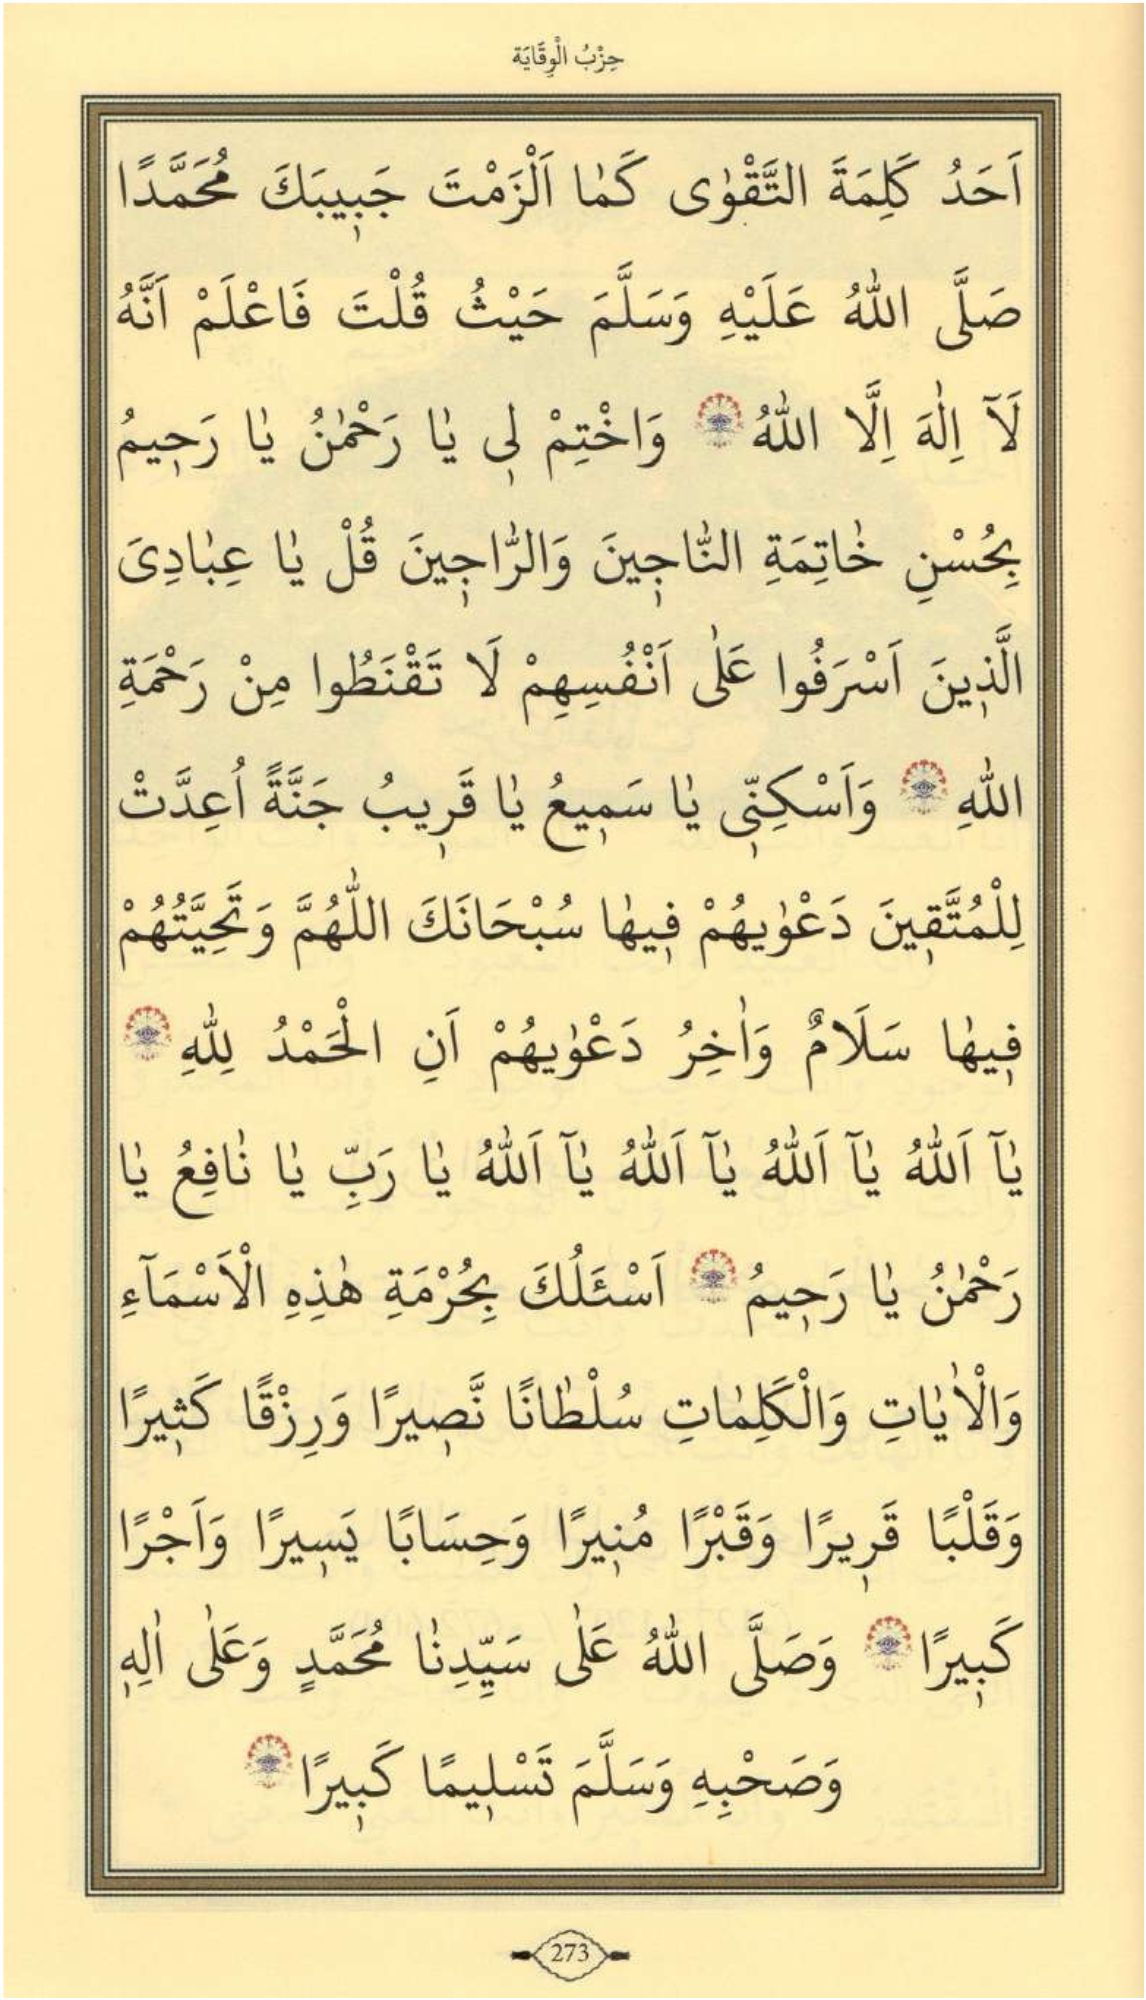 حِزْبُ الْوِقَايَة
اَحَدُ كَلِمَةَ التَّقْوٰى كَمٰا اَلْزَمْتَ جَبِيبَكَ مُحَمَّدًا
صَلَّى اللّٰهُ عَلَيْهِ وَسَلَّمَ حَيْثُ قُلْتَ فَاعْلَمْ اَنَّهُ
لَآ اِلٰهَ اِلَّا اللّٰهُ وَاخْتِمْ لٖى يٰا رَحْمٰنُ يٰا رَحٖيمُ
بِحُسْنِ خٰاتِمَةِ النّٰاجٖينَ وَالرّٰاجٖينَ قُلْ يٰا عِبٰادِىَ
الَّذٖينَ اَسْرَفُوا عَلٰى اَنْفُسِهِمْ لَا تَقْنَطُوا مِنْ رَحْمَةِ
اللّٰهِ وَاَسْكِنّٖى يٰا سَمٖيعُ يٰا قَرٖيبُ جَنَّةً اُعِدَّتْ
لِلْمُتَّقٖينَ دَعْوٰيهُمْ فٖيهٰا سُبْحَانَكَ اللّٰهُمَّ وَتَحِيَّتُهُمْ
فٖيهٰا سَلَامٌ وَاٰخِرُ دَعْوٰيهُمْ اَنِ الْحَمْدُ لِلّٰهِ
يٰآ اَللّٰهُ يٰآ اَللّٰهُ يٰآ اَللّٰهُ يٰآ اَللّٰهُ يٰا رَبِّ يٰا نٰافِعُ يٰا
رَحْمٰنُ يٰا رَحٖيمُ اَسْئَلُكَ بِحُرْمَةِ هٰذِهِ الْاَسْمَآءِ
وَالْاٰيٰاتِ وَالْكَلِمٰاتِ سُلْطٰانًا نَّصٖيرًا وَرِزْقًا كَثٖيرًا
وَقَلْبًا قَرٖيرًا وَقَبْرًا مُنٖيرًا وَحِسَابًا يَسٖيرًا وَاَجْرًا
كَبٖيرًا وَصَلَّى اللّٰهُ عَلٰى سَيِّدِنٰا مُحَمَّدٍ وَعَلٰى اٰلِهٖ
وَصَحْبِهِ وَسَلَّمَ تَسْلٖيمًا كَبٖيرًا
273